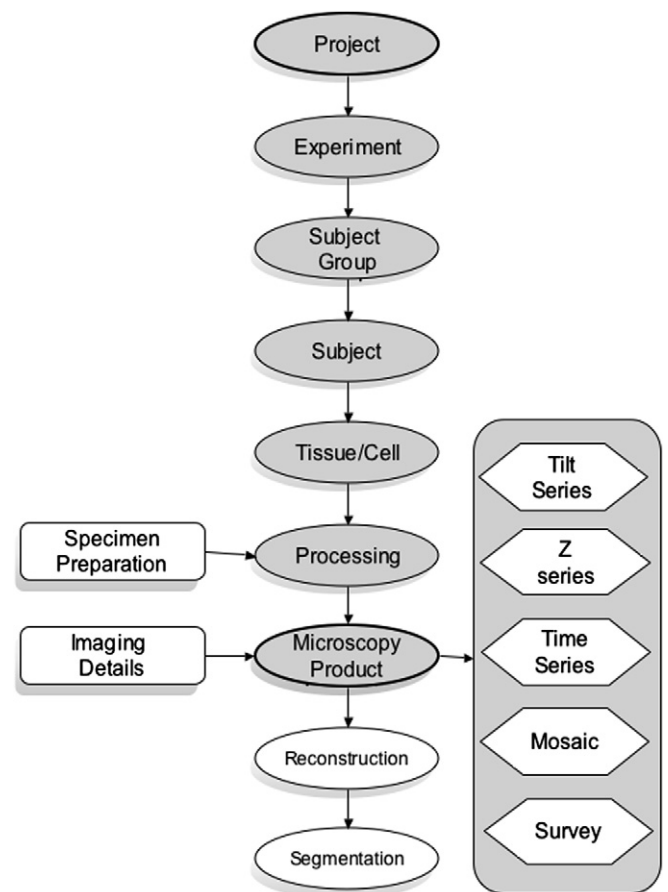 Project
Experiment
Subject
Group
Subject
Tissue/Cell
Specimen
Preparation
Processing
Imaging
Details
Microscopy
Product
Reconstruction
Segmentation
Tilt
Series
Z
series
Time
Series
Mosaic
Survey